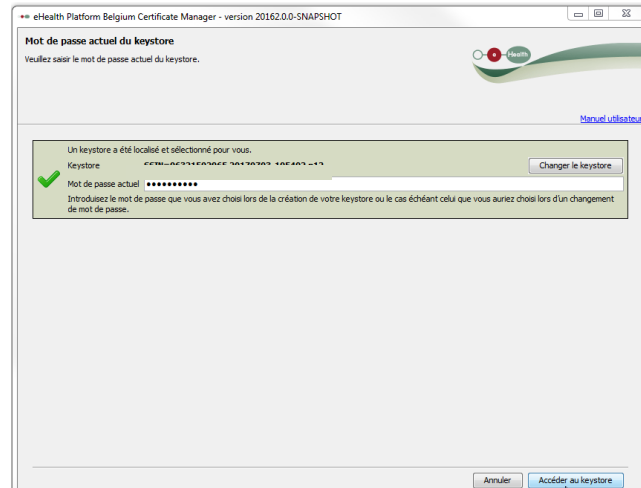 eHealth Platform Belgium Certificate Manager - version 20162.0.0-SNAPSHOT
Mot de passe actuel du keystore
Veuillez saisir le mot de passe actuel du keystore.
e Health
Manuel utilisateur
Un keystore a été localisé et sélectionné pour vous.
Keystore
Changer le keystore
Mot de passe actuel ••••••••••
Introduisez le mot de passe que vous avez choisi lors de la création de votre keystore ou le cas échéant celui que vous auriez choisi lors d'un changement
de mot de passe.
Annuler
Accéder au keystore